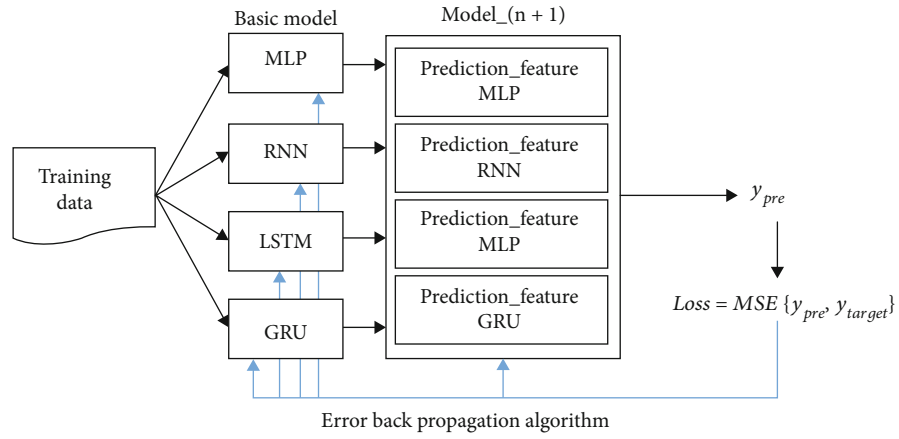 Basic model
Model_(n + 1)
MLP
Prediction_feature
MLP
RNN
Prediction_feature
RNN
Training
data
y_pre
LSTM
Prediction_feature
MLP
GRU
Prediction_feature
GRU
Loss = MSE {y_pre, y_target}
Error back propagation algorithm